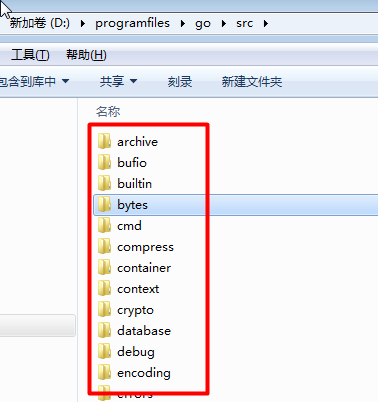 新加卷 (D:) ▸ programfiles ▸ go ▸ src ▸
工具(T) 帮助(H)
包含到库中 共享 刻录 新建文件夹
名称
archive
bufio
builtin
bytes
cmd
compress
container
context
crypto
database
debug
encoding
errors